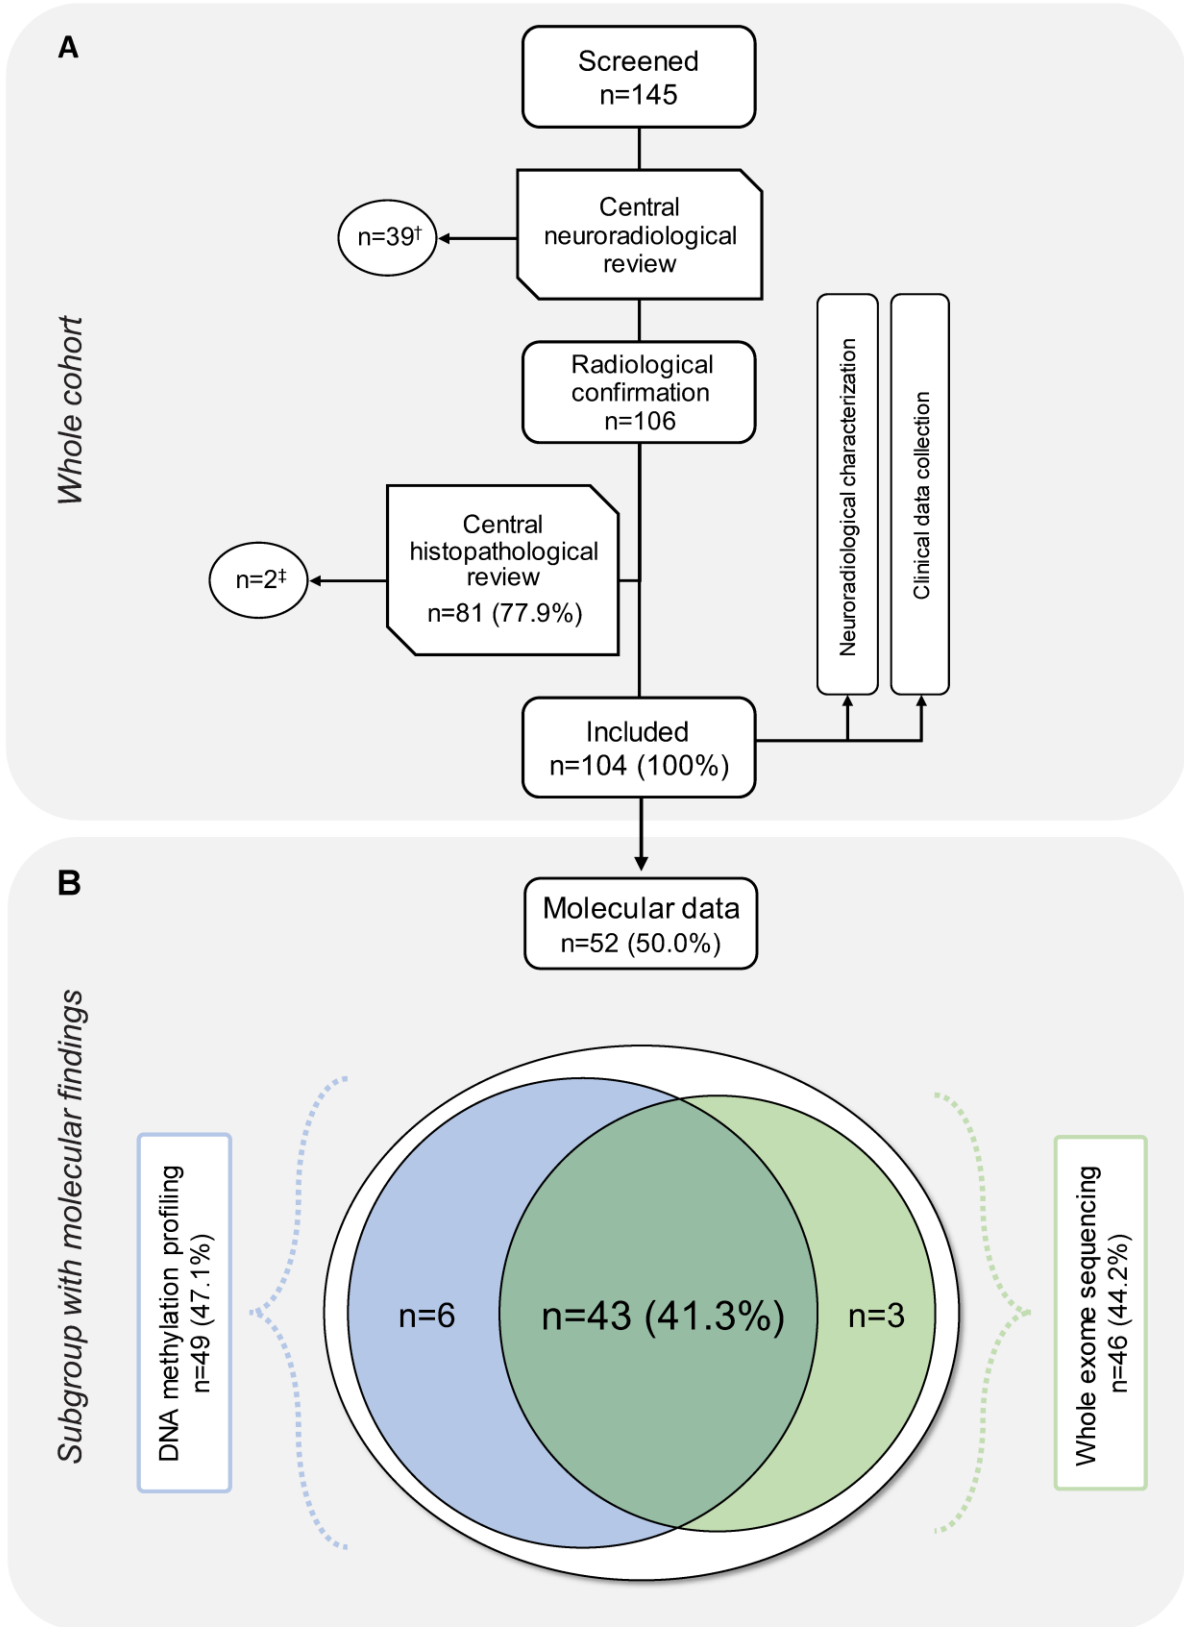 A
Screened
n=145
Central
neuroradiological
review
n=39†
Radiological
confirmation
n=106
Central
histopathological
review
n=81 (77.9%)
n=2‡
Included
n=104 (100%)
Neuroradiological characterization
Clinical data collection
Whole cohort
B
Molecular data
n=52 (50.0%)
Subgroup with molecular findings
DNA methylation profiling
n=49 (47.1%)
n=6
n=43 (41.3%)
n=3
Whole exome sequencing
n=46 (44.2%)